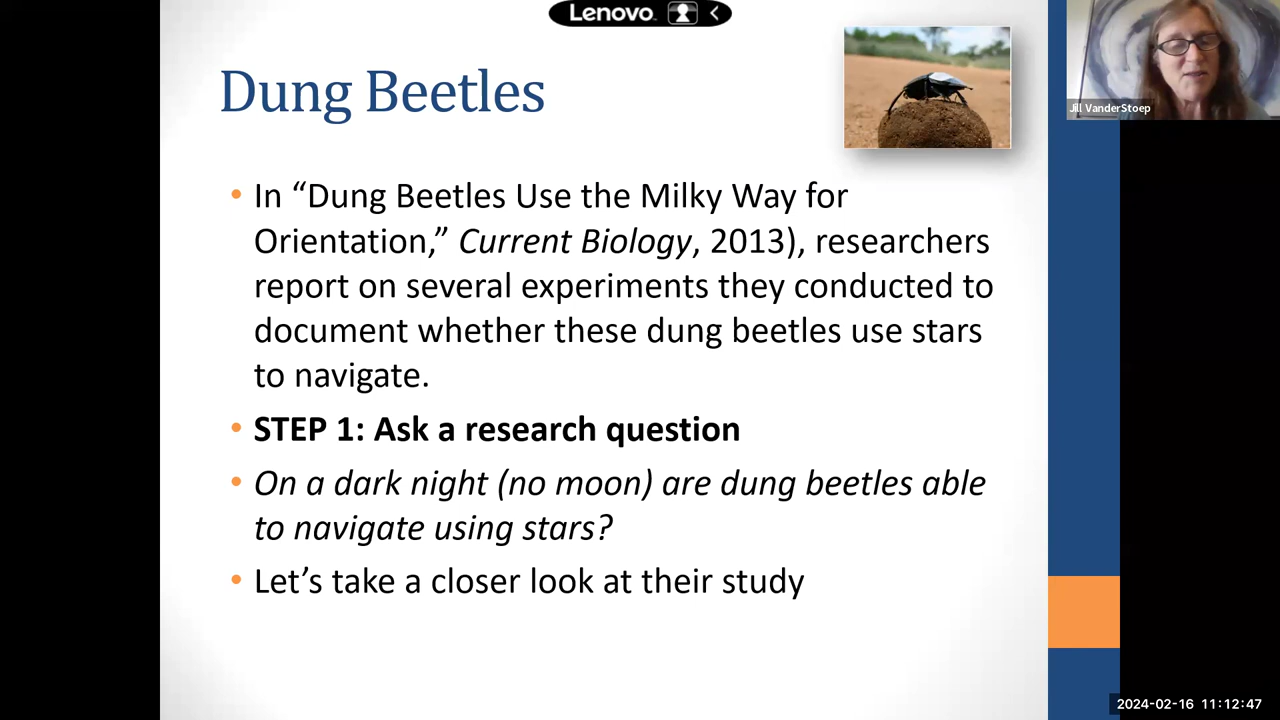 Lenovo
Dung Beetles
Jill VanderStoep
• In “Dung Beetles Use the Milky Way for
Orientation,” Current Biology, 2013), researchers
report on several experiments they conducted to
document whether these dung beetles use stars
to navigate.
• STEP 1: Ask a research question
• On a dark night (no moon) are dung beetles able
to navigate using stars?
• Let’s take a closer look at their study
2024-02-16 11:12:47